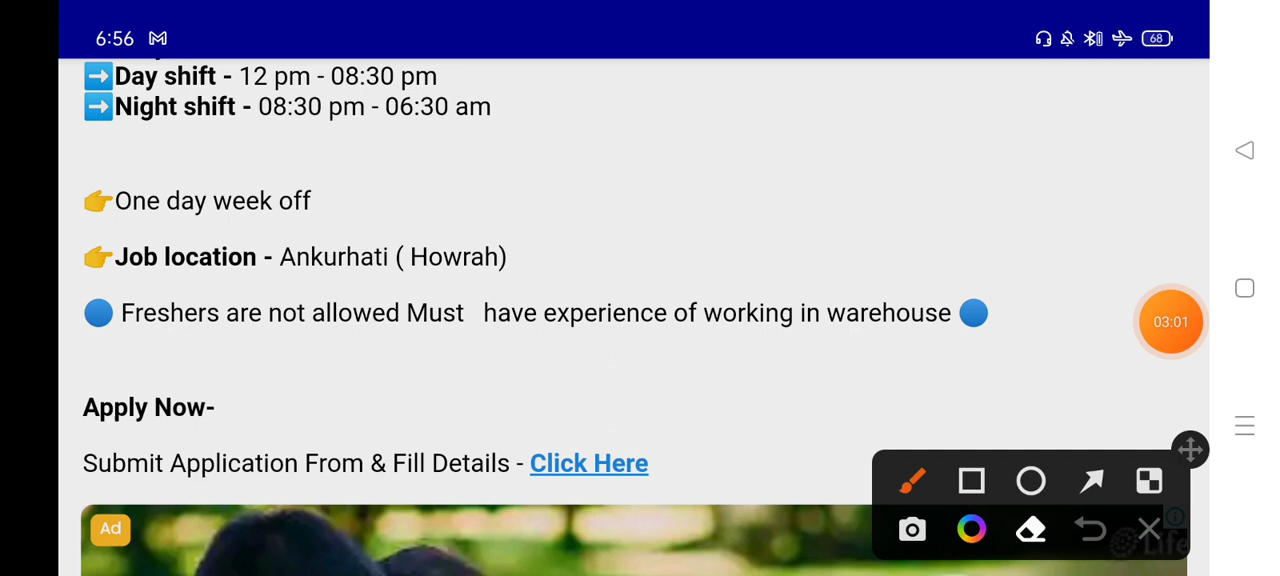 6:56
68
➡️Day shift - 12 pm - 08:30 pm
➡️Night shift - 08:30 pm - 06:30 am
👉One day week off
👉Job location - Ankurhati ( Howrah)
🔵 Freshers are not allowed Must have experience of working in warehouse 🔵
03:01
Apply Now-
Submit Application From & Fill Details - Click Here
Ad
Life